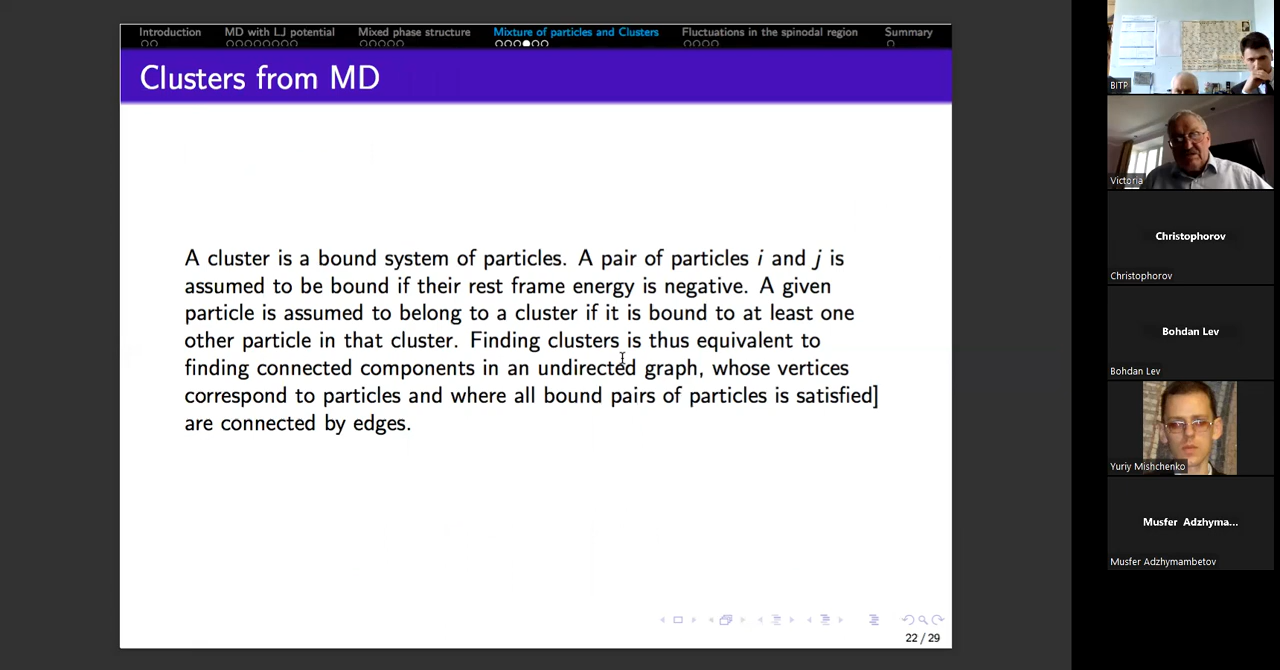 Introduction
MD with LJ potential
Mixed phase structure
Mixture of particles and Clusters
Fluctuations in the spinodal region
Summary
Clusters from MD
A cluster is a bound system of particles. A pair of particles i and j is
assumed to be bound if their rest frame energy is negative. A given
particle is assumed to belong to a cluster if it is bound to at least one
other particle in that cluster. Finding clusters is thus equivalent to
finding connected components in an undirected graph, whose vertices
correspond to particles and where all bound pairs of particles is satisfied]
are connected by edges.
22 / 29
BITP
Victoria
Christophorov
Christophorov
Bohdan Lev
Bohdan Lev
Yuriy Mishchenko
Musfer Adzhyma...
Musfer Adzhymambetov